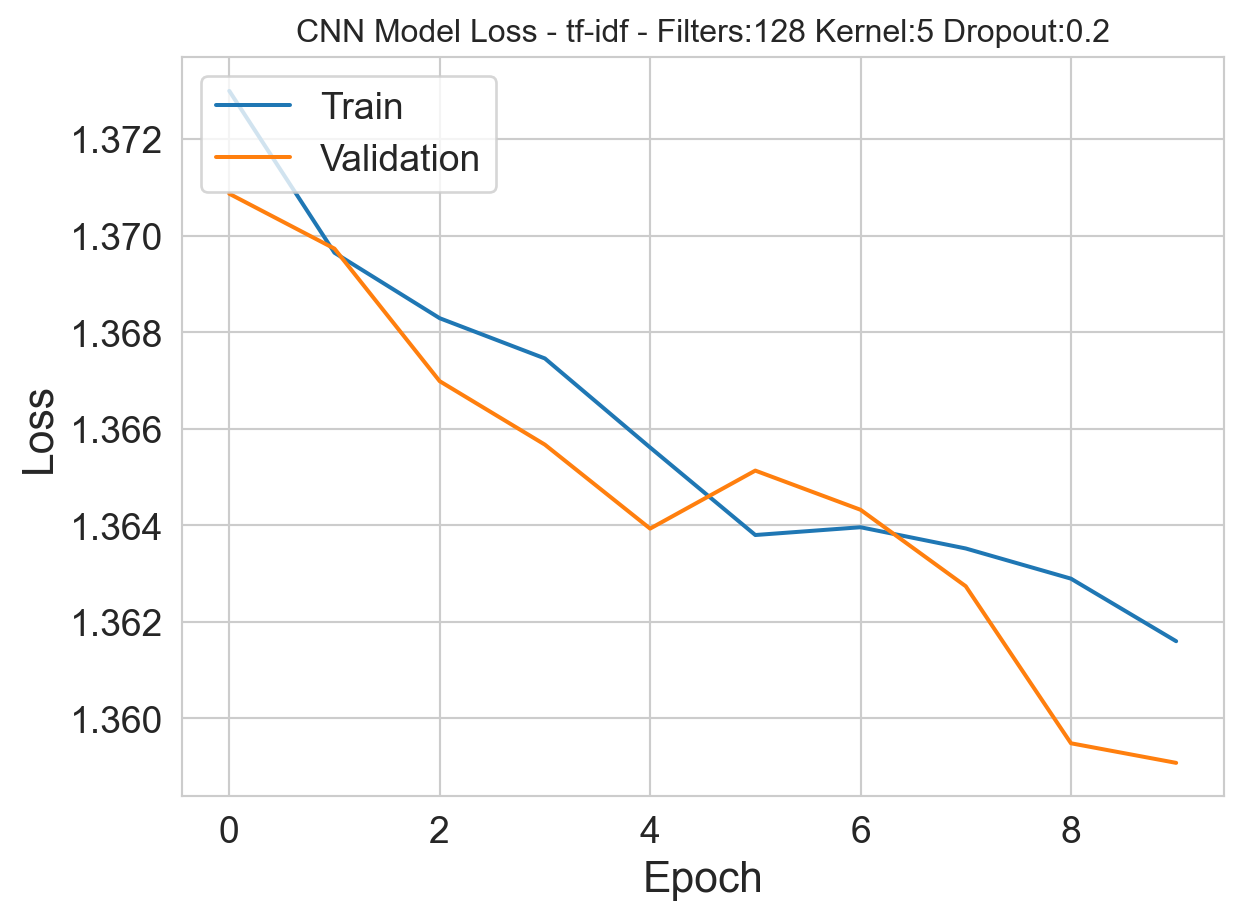 CNN Model Loss - tf-idf - Filters:128 Kernel:5 Dropout:0.2
Train
Validation
1.372
1.370
1.368
1.366
1.364
1.362
1.360
Loss
0 2 4 6 8
Epoch